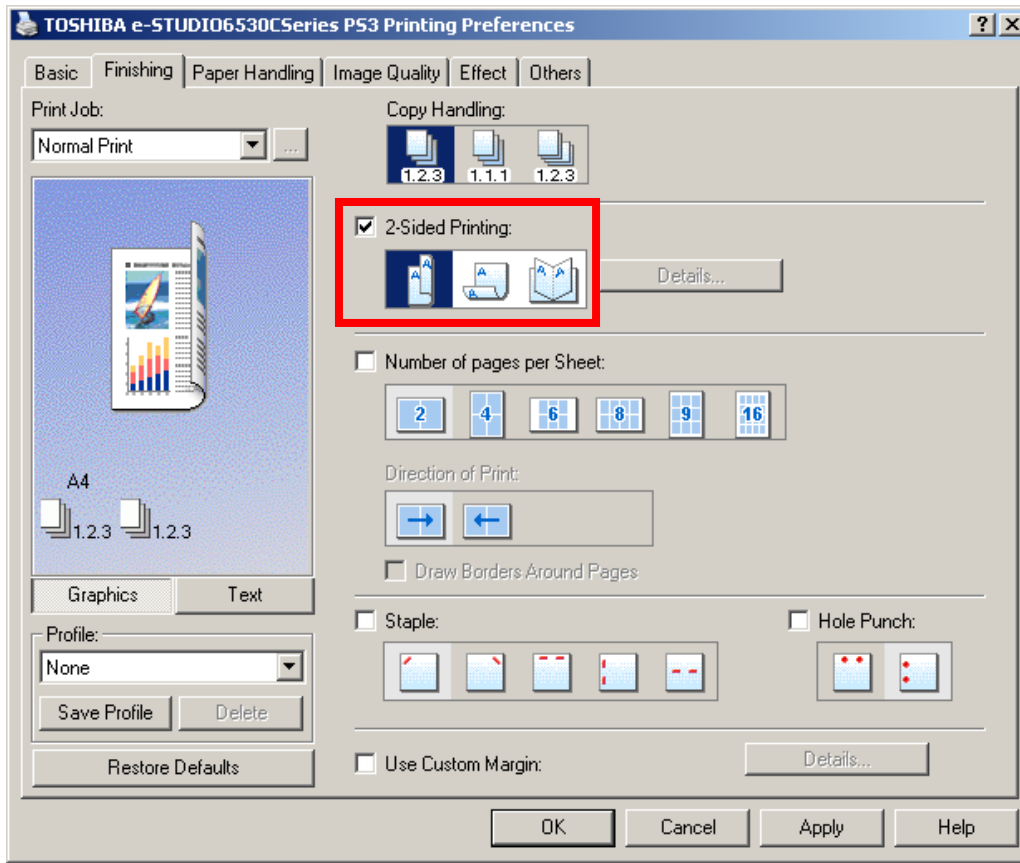 TOSHIBA e-STUDIO6530CSeries PS3 Printing Preferences
Basic Finishing Paper Handling Image Quality Effect Others
Print Job:
Normal Print
...
Copy Handling:
1.2.3 1.1.1 1.2.3
2-Sided Printing:
A A A A A A
Details...
Number of pages per Sheet:
2 4 6 8 9 16
Direction of Print:
Draw Borders Around Pages
A4
1.2.3 1.2.3
Graphics Text
Staple:
Hole Punch:
Profile:
None
Save Profile Delete
Restore Defaults
Use Custom Margin:
Details...
OK Cancel Apply Help